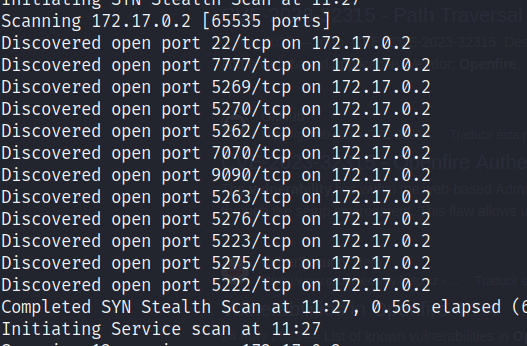 Initiating SYN Stealth Scan at 11:27
Scanning 172.17.0.2 [65535 ports]
Discovered open port 22/tcp on 172.17.0.2
Discovered open port 7777/tcp on 172.17.0.2
Discovered open port 5269/tcp on 172.17.0.2
Discovered open port 5270/tcp on 172.17.0.2
Discovered open port 5262/tcp on 172.17.0.2
Discovered open port 7070/tcp on 172.17.0.2
Discovered open port 9090/tcp on 172.17.0.2
Discovered open port 5263/tcp on 172.17.0.2
Discovered open port 5276/tcp on 172.17.0.2
Discovered open port 5223/tcp on 172.17.0.2
Discovered open port 5275/tcp on 172.17.0.2
Discovered open port 5222/tcp on 172.17.0.2
Completed SYN Stealth Scan at 11:27, 0.56s elapsed (6
Initiating Service scan at 11:27